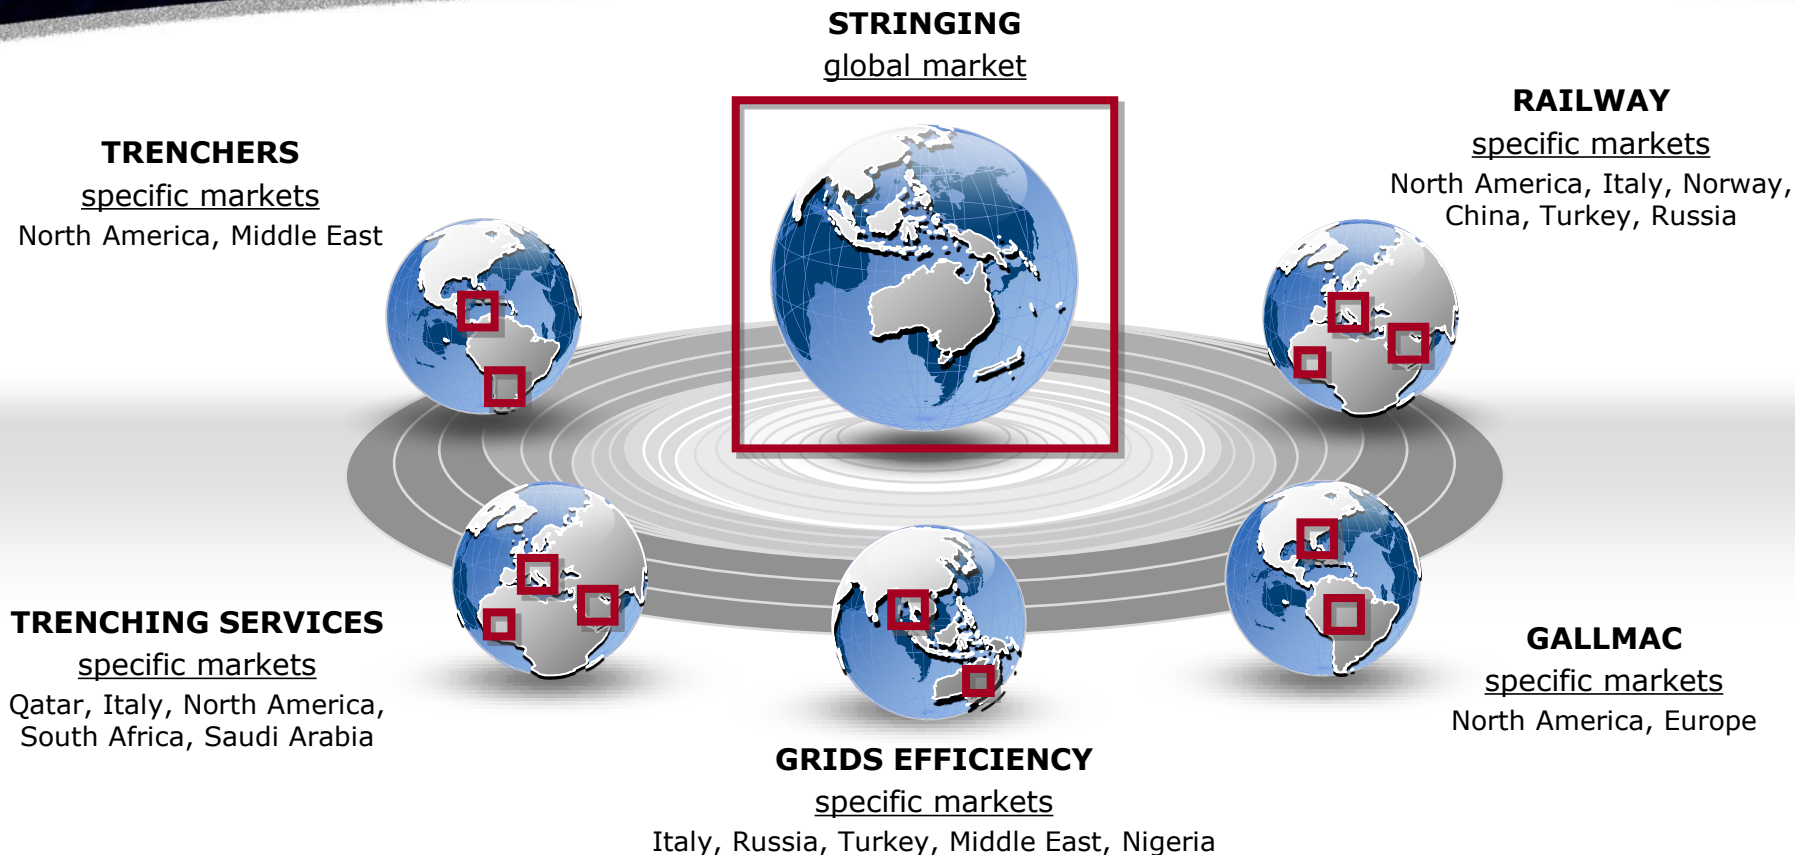 STRINGING
global market
TRENCHERS
specific markets
North America, Middle East
RAILWAY
specific markets
North America, Italy, Norway,
China, Turkey, Russia
TRENCHING SERVICES
specific markets
Qatar, Italy, North America,
South Africa, Saudi Arabia
GRIDS EFFICIENCY
specific markets
Italy, Russia, Turkey, Middle East, Nigeria
GALLMAC
specific markets
North America, Europe